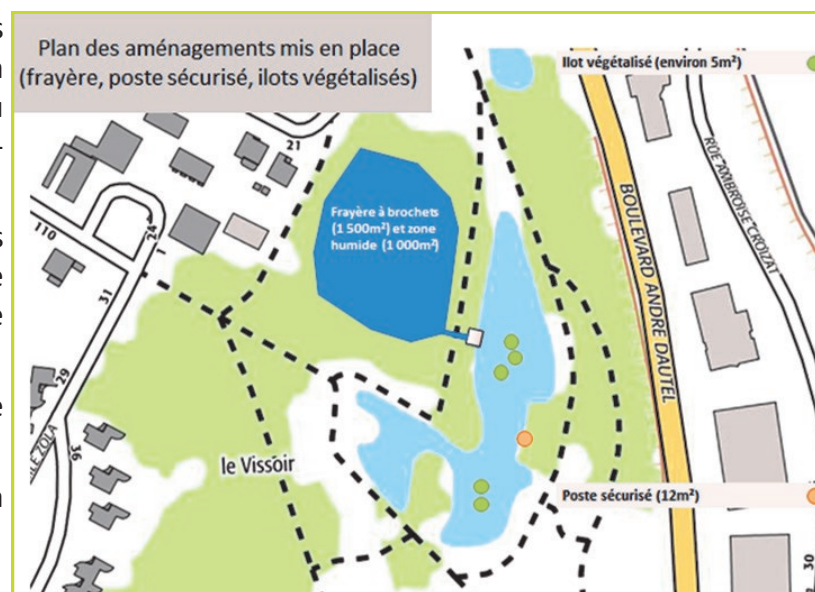 Plan des aménagements mis en place
(frayère, poste sécurisé, ilots végétalisés)
Ilot végétalisé (environ 5m²)
21
Frayère à brochets
(1 500m²) et zone
humide (1 000m²)
110
24
1
31
29
36
le Vissoir
BOULEVARD ANDRE DAUTEL
RUE AMBROISE CROIZAT
Poste sécurisé (12m²)
30